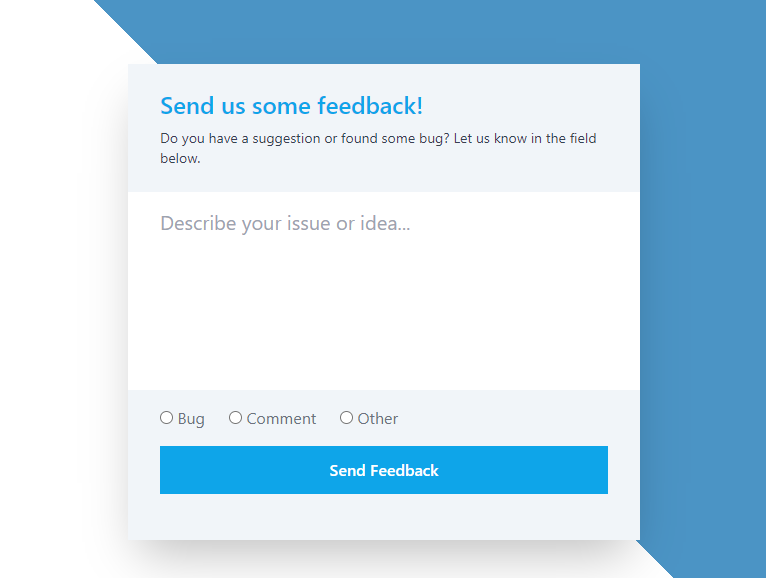 Send us some feedback!
Do you have a suggestion or found some bug? Let us know in the field
below.
Describe your issue or idea...
Bug
Comment
Other
Send Feedback